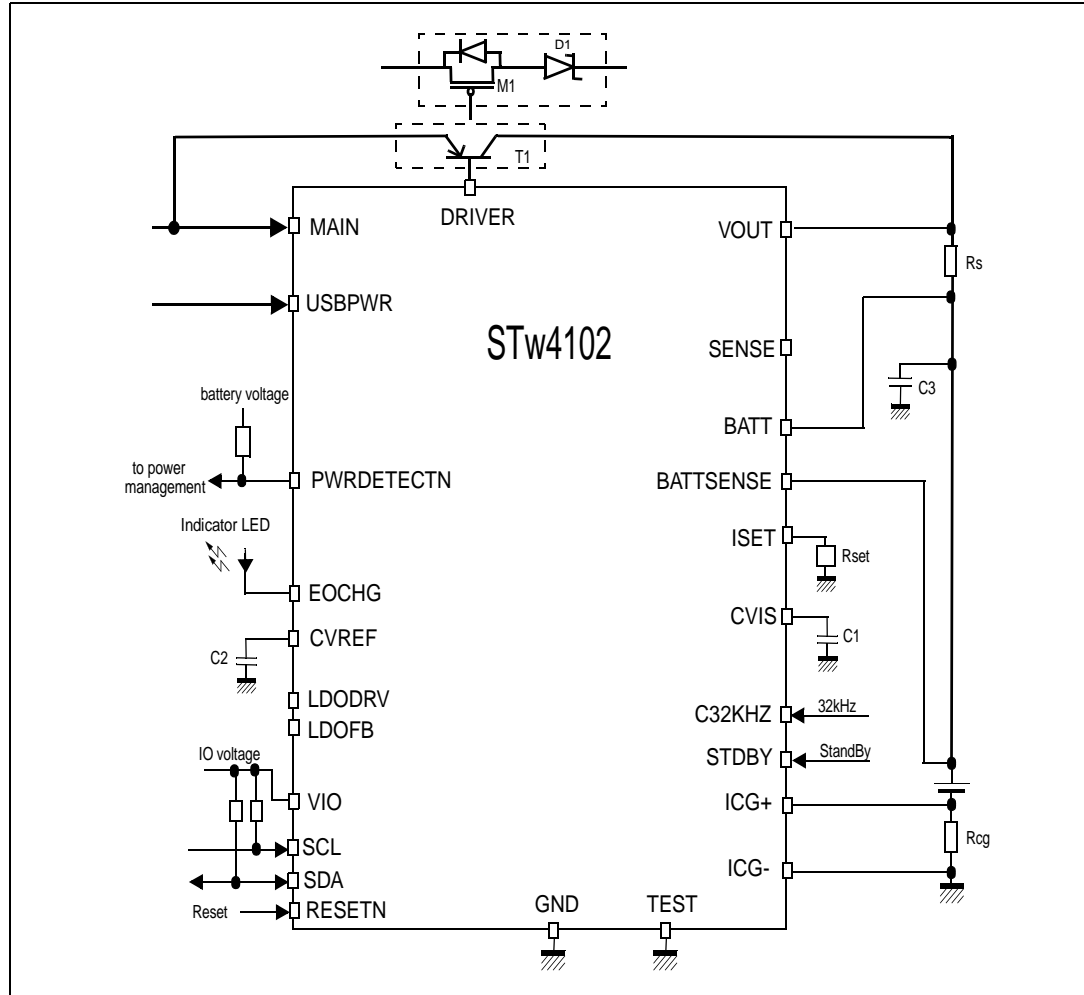 D1
M1
T1
DRIVER
MAIN
VOUT
Rs
USBPWR
STw4102
SENSE
C3
battery voltage
BATT
to power
management
PWRDETECTN
BATTSENSE
Indicator LED
ISET
Rset
EOCHG
CVIS
C1
CVREF
C2
LDODRV
C32KHZ
32kHz
LDOFB
IO voltage
STDBY
StandBy
VIO
ICG+
Rcg
SCL
ICG-
SDA
Reset
RESETN
GND
TEST